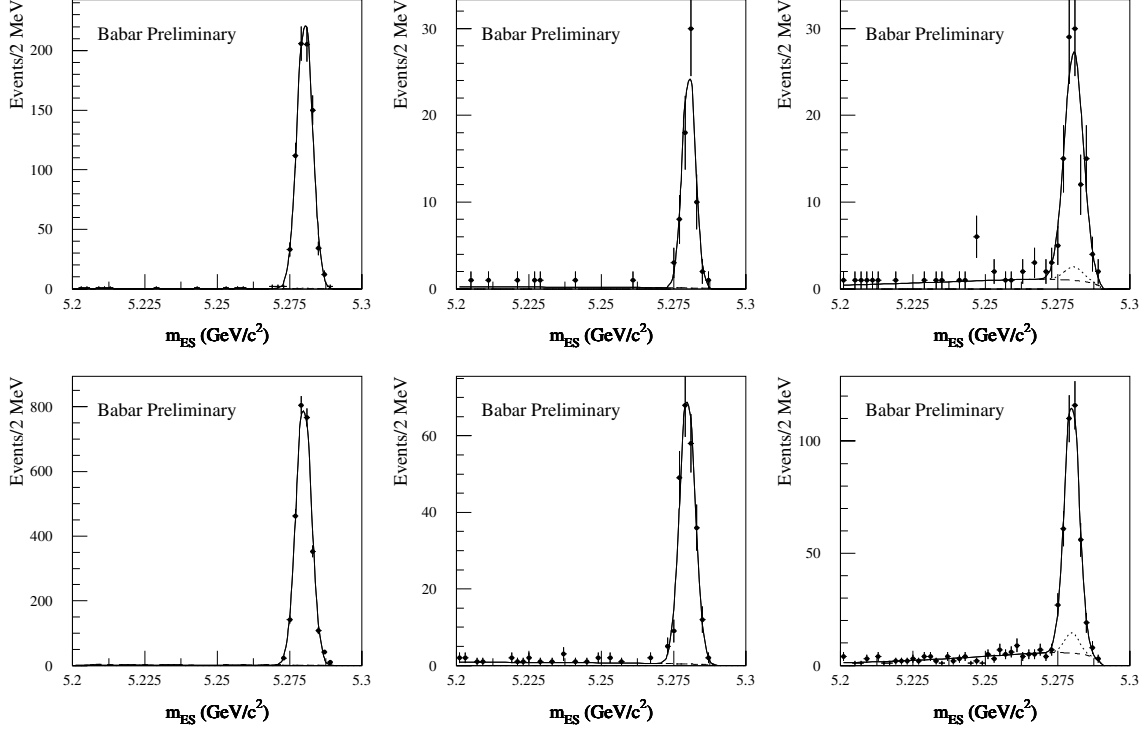 Events/2 MeV
Babar Preliminary
200
150
100
50
0
5.2 5.225 5.25 5.275 5.3
m_ES (GeV/c²)
Events/2 MeV
Babar Preliminary
30
20
10
0
5.2 5.225 5.25 5.275 5.3
m_ES (GeV/c²)
Events/2 MeV
Babar Preliminary
30
20
10
0
5.2 5.225 5.25 5.275 5.3
m_ES (GeV/c²)
Events/2 MeV
Babar Preliminary
800
600
400
200
0
5.2 5.225 5.25 5.275 5.3
m_ES (GeV/c²)
Events/2 MeV
Babar Preliminary
60
40
20
0
5.2 5.225 5.25 5.275 5.3
m_ES (GeV/c²)
Events/2 MeV
Babar Preliminary
100
50
0
5.2 5.225 5.25 5.275 5.3
m_ES (GeV/c²)